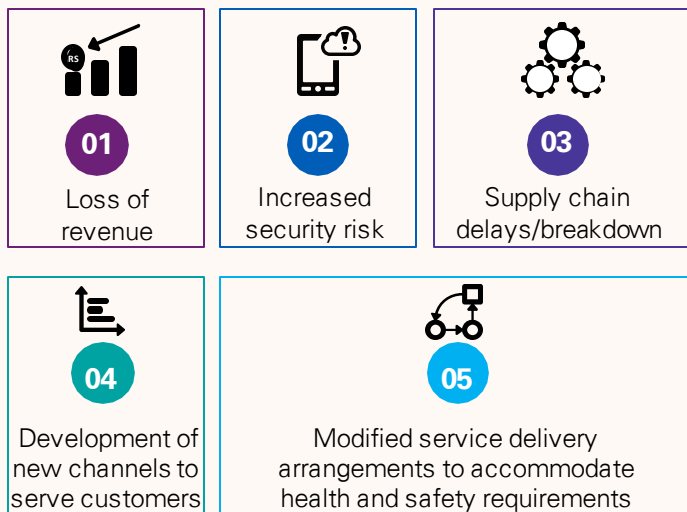 RS
01
Loss of
revenue
02
Increased
security risk
03
Supply chain
delays/breakdown
04
Development of
new channels to
serve customers
05
Modified service delivery
arrangements to accommodate
health and safety requirements